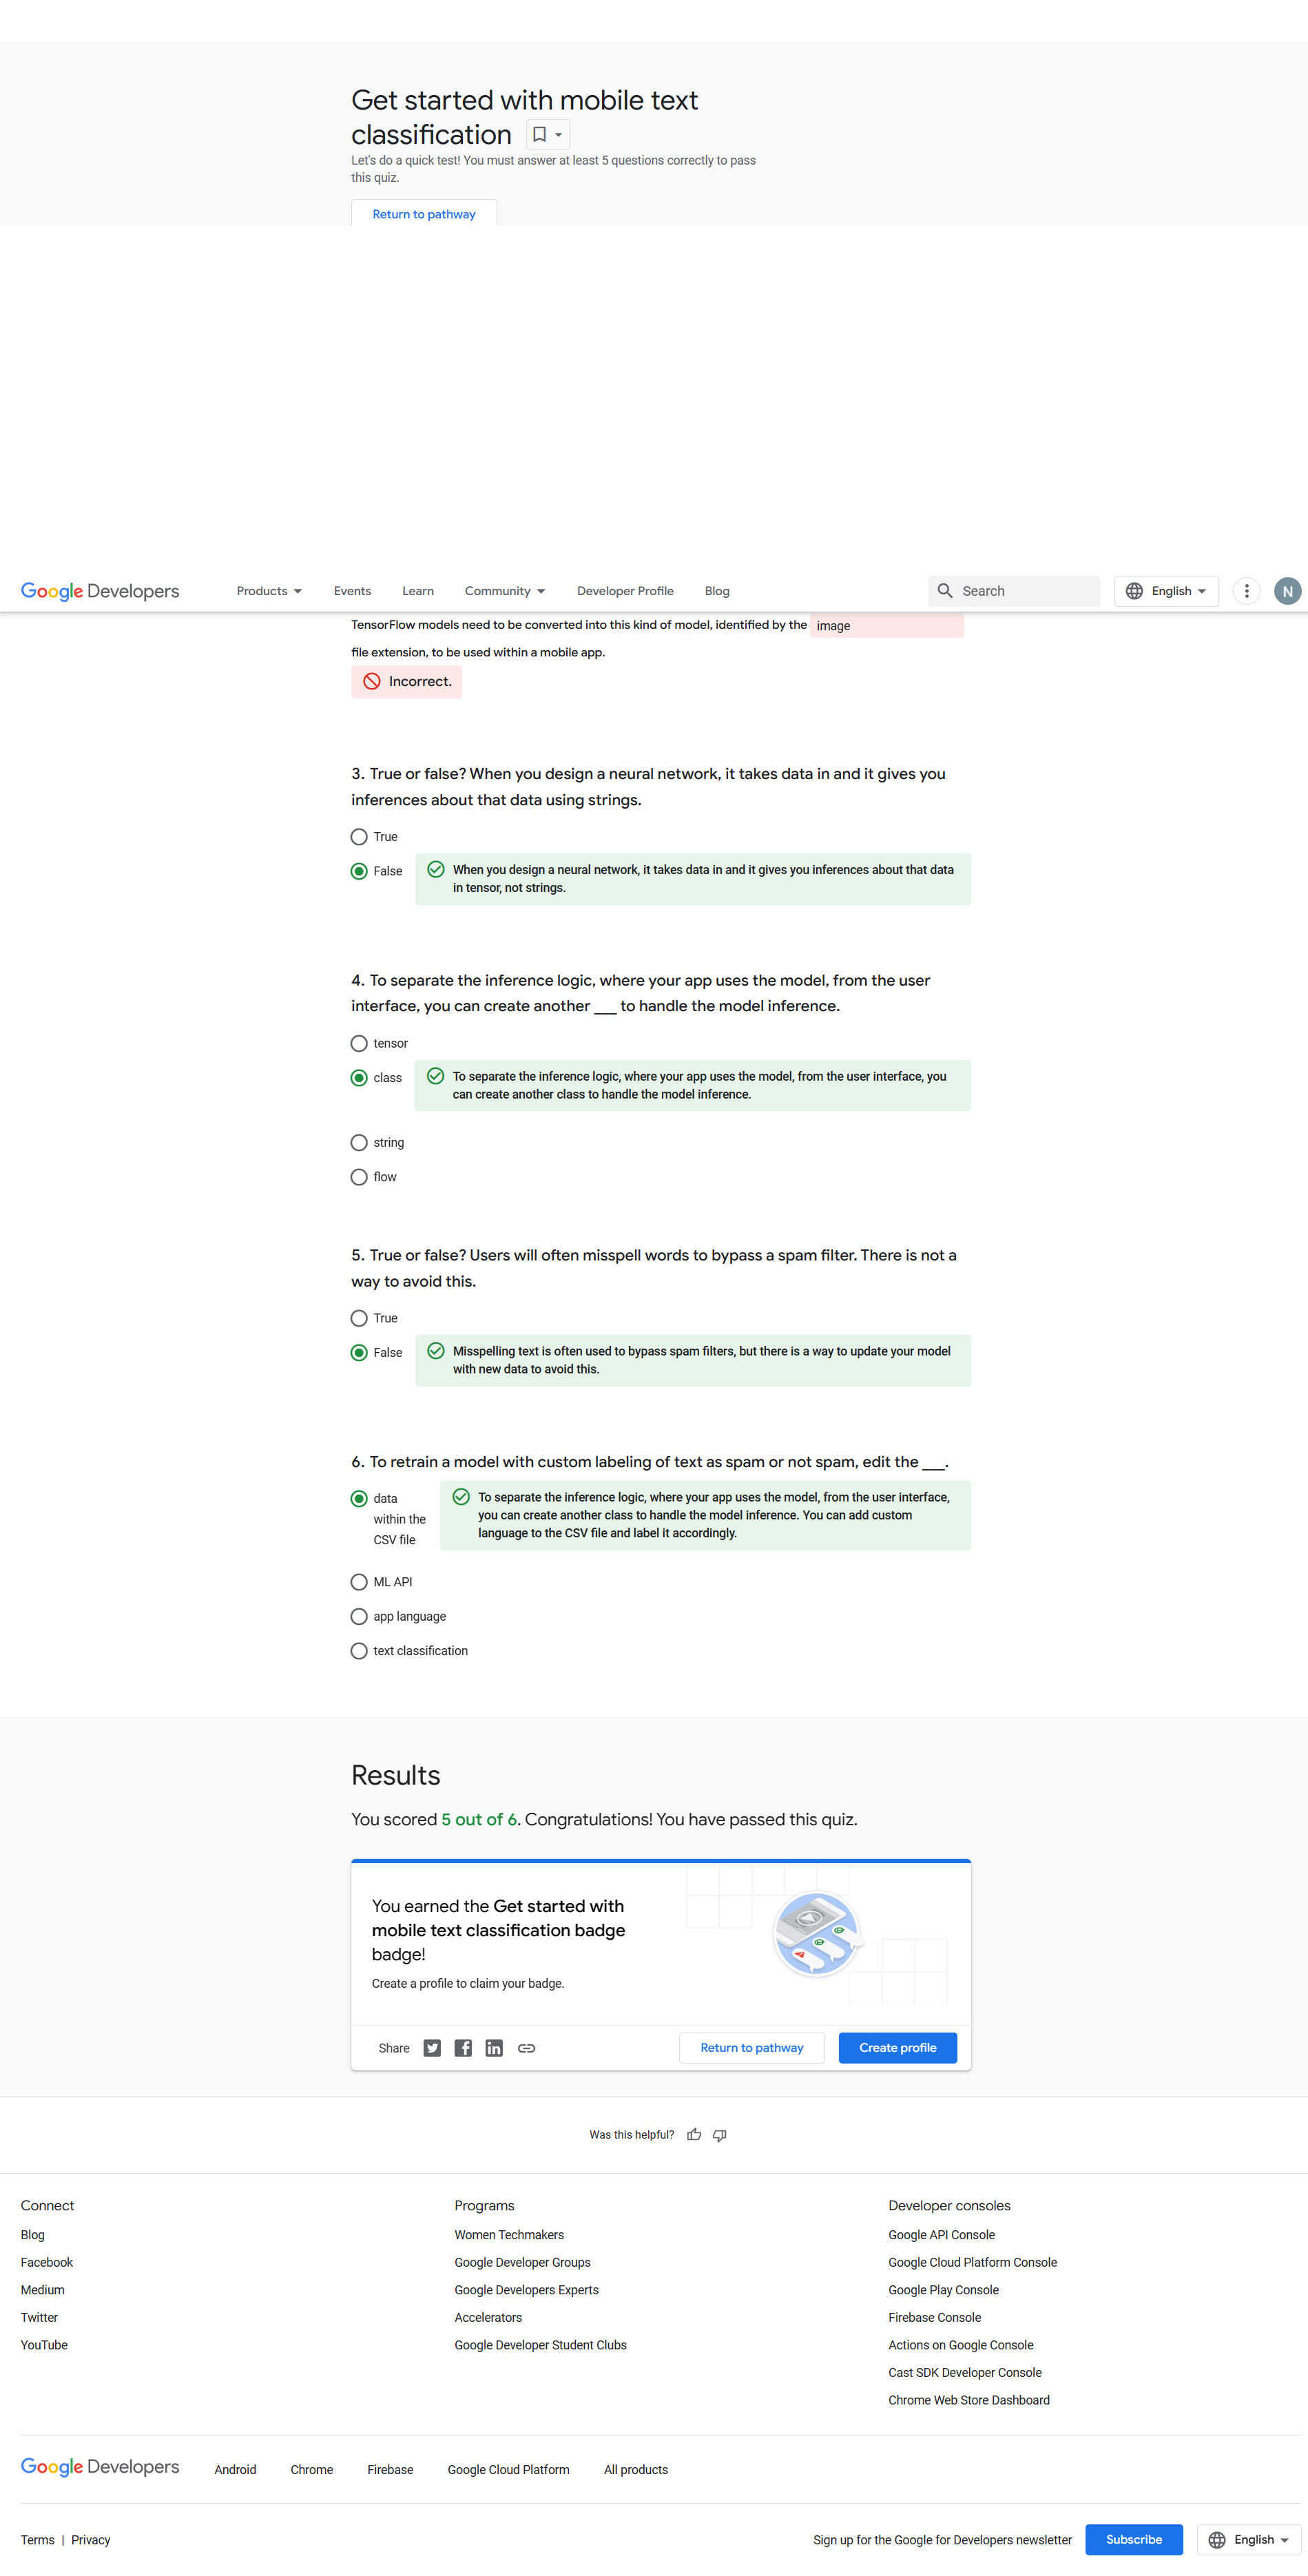 Get started with mobile text
classification
Let's do a quick test! You must answer at least 5 questions correctly to pass
this quiz.
Return to pathway
Google Developers Products Events Learn Community Developer Profile Blog Search English N
TensorFlow models need to be converted into this kind of model, identified by the image
file extension, to be used within a mobile app.
Incorrect.
3. True or false? When you design a neural network, it takes data in and it gives you
inferences about that data using strings.
True
False When you design a neural network, it takes data in and it gives you inferences about that data
in tensor, not strings.
4. To separate the inference logic, where your app uses the model, from the user
interface, you can create another ___ to handle the model inference.
tensor
class To separate the inference logic, where your app uses the model, from the user interface, you
can create another class to handle the model inference.
string
flow
5. True or false? Users will often misspell words to bypass a spam filter. There is not a
way to avoid this.
True
False Misspelling text is often used to bypass spam filters, but there is a way to update your model
with new data to avoid this.
6. To retrain a model with custom labeling of text as spam or not spam, edit the ___.
data
within the
CSV file
To separate the inference logic, where your app uses the model, from the user interface,
you can create another class to handle the model inference. You can add custom
language to the CSV file and label it accordingly.
ML API
app language
text classification
Results
You scored 5 out of 6. Congratulations! You have passed this quiz.
You earned the Get started with
mobile text classification badge
badge!
Create a profile to claim your badge.
Share Return to pathway Create profile
Was this helpful?
Connect
Blog
Facebook
Medium
Twitter
YouTube
Programs
Women Techmakers
Google Developer Groups
Google Developers Experts
Accelerators
Google Developer Student Clubs
Developer consoles
Google API Console
Google Cloud Platform Console
Google Play Console
Firebase Console
Actions on Google Console
Cast SDK Developer Console
Chrome Web Store Dashboard
Google Developers Android Chrome Firebase Google Cloud Platform All products
Terms | Privacy Sign up for the Google for Developers newsletter Subscribe English